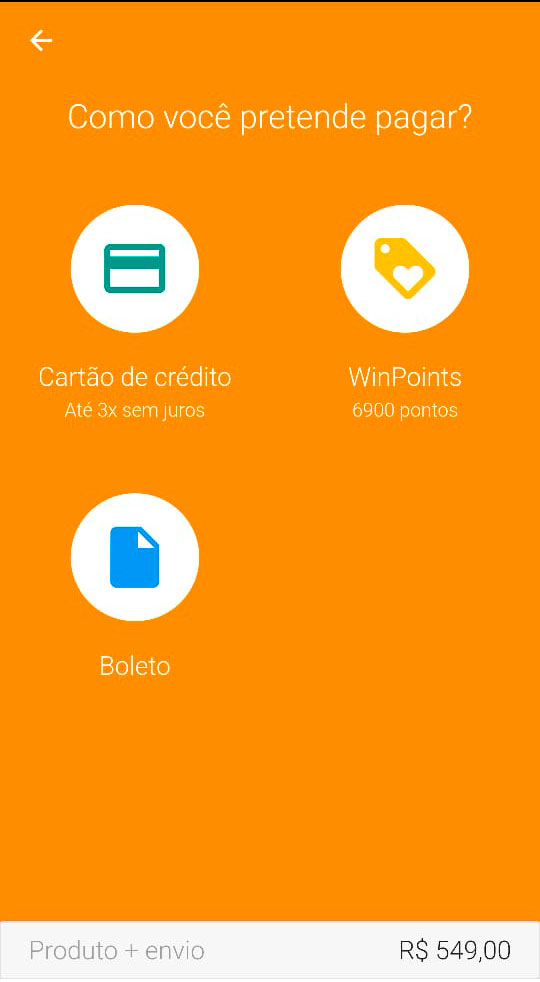 Como você pretende pagar?
Cartão de crédito
Até 3x sem juros
WinPoints
6900 pontos
Boleto
Produto + envio R$ 549,00